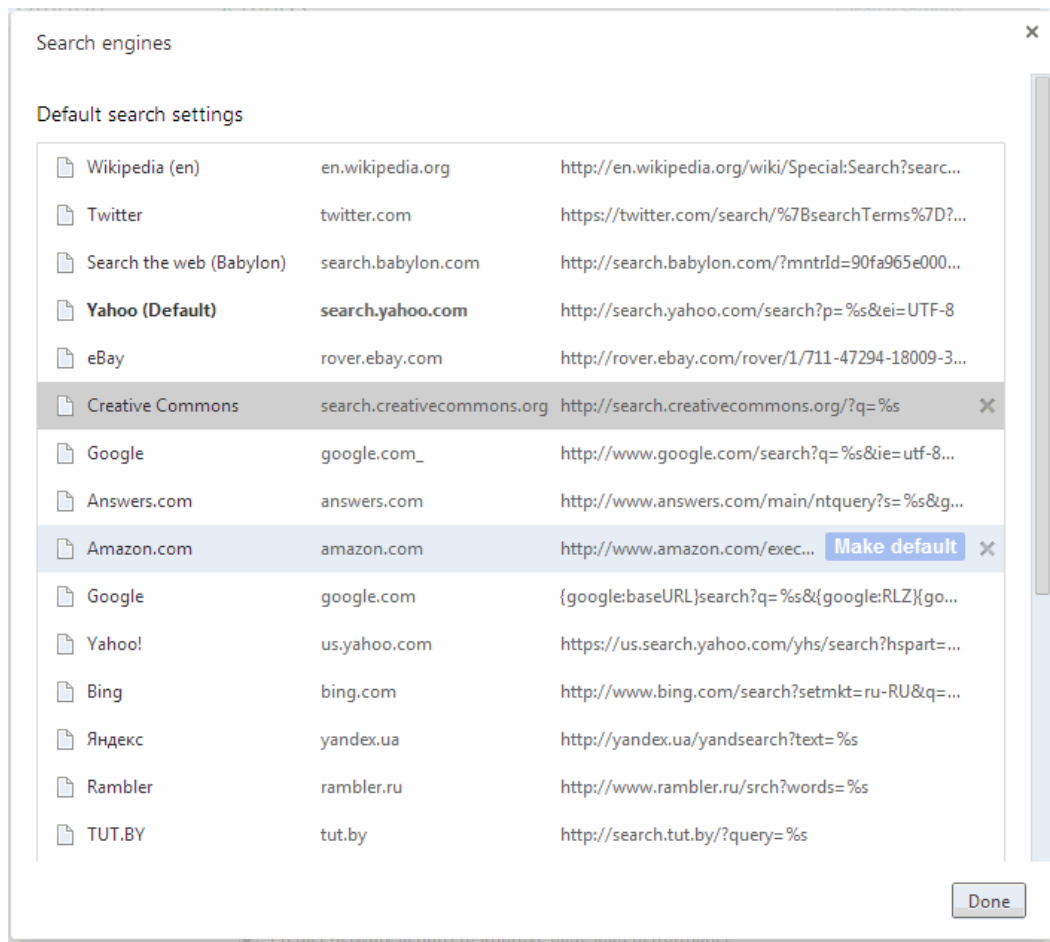 Search engines
Default search settings
Wikipedia (en) en.wikipedia.org http://en.wikipedia.org/wiki/Special:Search?searc...
Twitter twitter.com https://twitter.com/search/%7BsearchTerms%7D?...
Search the web (Babylon) search.babylon.com http://search.babylon.com/?mntrId=90fa965e000...
Yahoo (Default) search.yahoo.com http://search.yahoo.com/search?p=%s&ei=UTF-8
eBay rover.ebay.com http://rover.ebay.com/rover/1/711-47294-18009-3...
Creative Commons search.creativecommons.org http://search.creativecommons.org/?q=%s
Google google.com_ http://www.google.com/search?q=%s&ie=utf-8...
Answers.com answers.com http://www.answers.com/main/ntquery?s=%s&g...
Amazon.com amazon.com http://www.amazon.com/exec... Make default
Google google.com {google:baseURL}search?q=%s&{google:RLZ}{go...
Yahoo! us.yahoo.com https://us.search.yahoo.com/yhs/search?hspart=...
Bing bing.com http://www.bing.com/search?setmkt=ru-RU&q=...
Яндекс yandex.ua http://yandex.ua/yandsearch?text=%s
Rambler rambler.ru http://www.rambler.ru/srch?words=%s
TUT.BY tut.by http://search.tut.by/?query=%s
Done